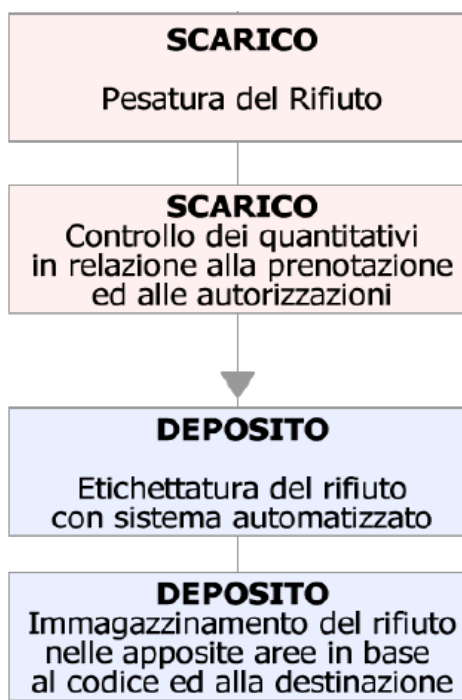 SCARICO
Pesatura del Rifiuto
SCARICO
Controllo dei quantitativi
in relazione alla prenotazione
ed alle autorizzazioni
DEPOSITO
Etichettatura del rifiuto
con sistema automatizzato
DEPOSITO
Immagazzinamento del rifiuto
nelle apposite aree in base
al codice ed alla destinazione